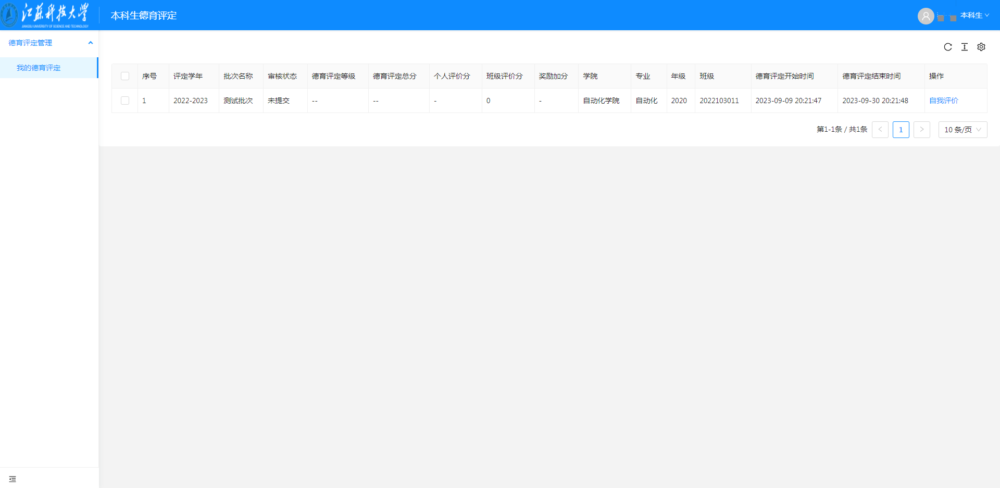 江苏科技大学
JIANGSU UNIVERSITY OF SCIENCE AND TECHNOLOGY
本科生德育评定
本科生
德育评定管理
我的德育评定
序号 评定学年 批次名称 审核状态 德育评定等级 德育评定总分 个人评价分 班级评价分 奖励加分 学院 专业 年级 班级 德育评定开始时间 德育评定结束时间 操作
1 2022-2023 测试批次 未提交 -- -- - 0 - 自动化学院 自动化 2020 2022103011 2023-09-09 20:21:47 2023-09-30 20:21:48 自我评价
第1-1条 / 共1条 < 1 > 10 条/页